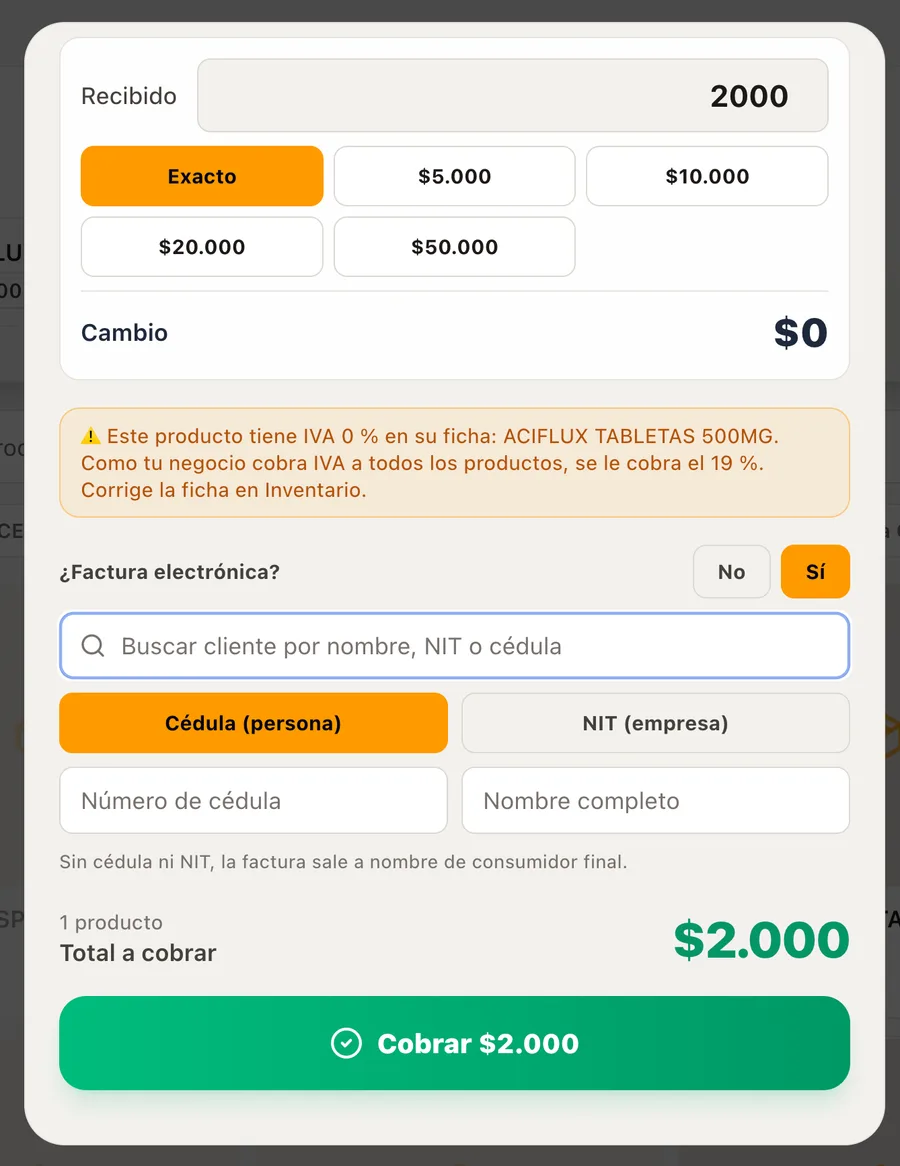 Recibido
2000
Exacto
$5.000
$10.000
$20.000
$50.000
Cambio
$0
⚠️ Este producto tiene IVA 0 % en su ficha: ACIFLUX TABLETAS 500MG.
Como tu negocio cobra IVA a todos los productos, se le cobra el 19 %.
Corrige la ficha en Inventario.
¿Factura electrónica?
No
Sí
Buscar cliente por nombre, NIT o cédula
Cédula (persona)
NIT (empresa)
Número de cédula
Nombre completo
Sin cédula ni NIT, la factura sale a nombre de consumidor final.
1 producto
Total a cobrar
$2.000
Cobrar $2.000